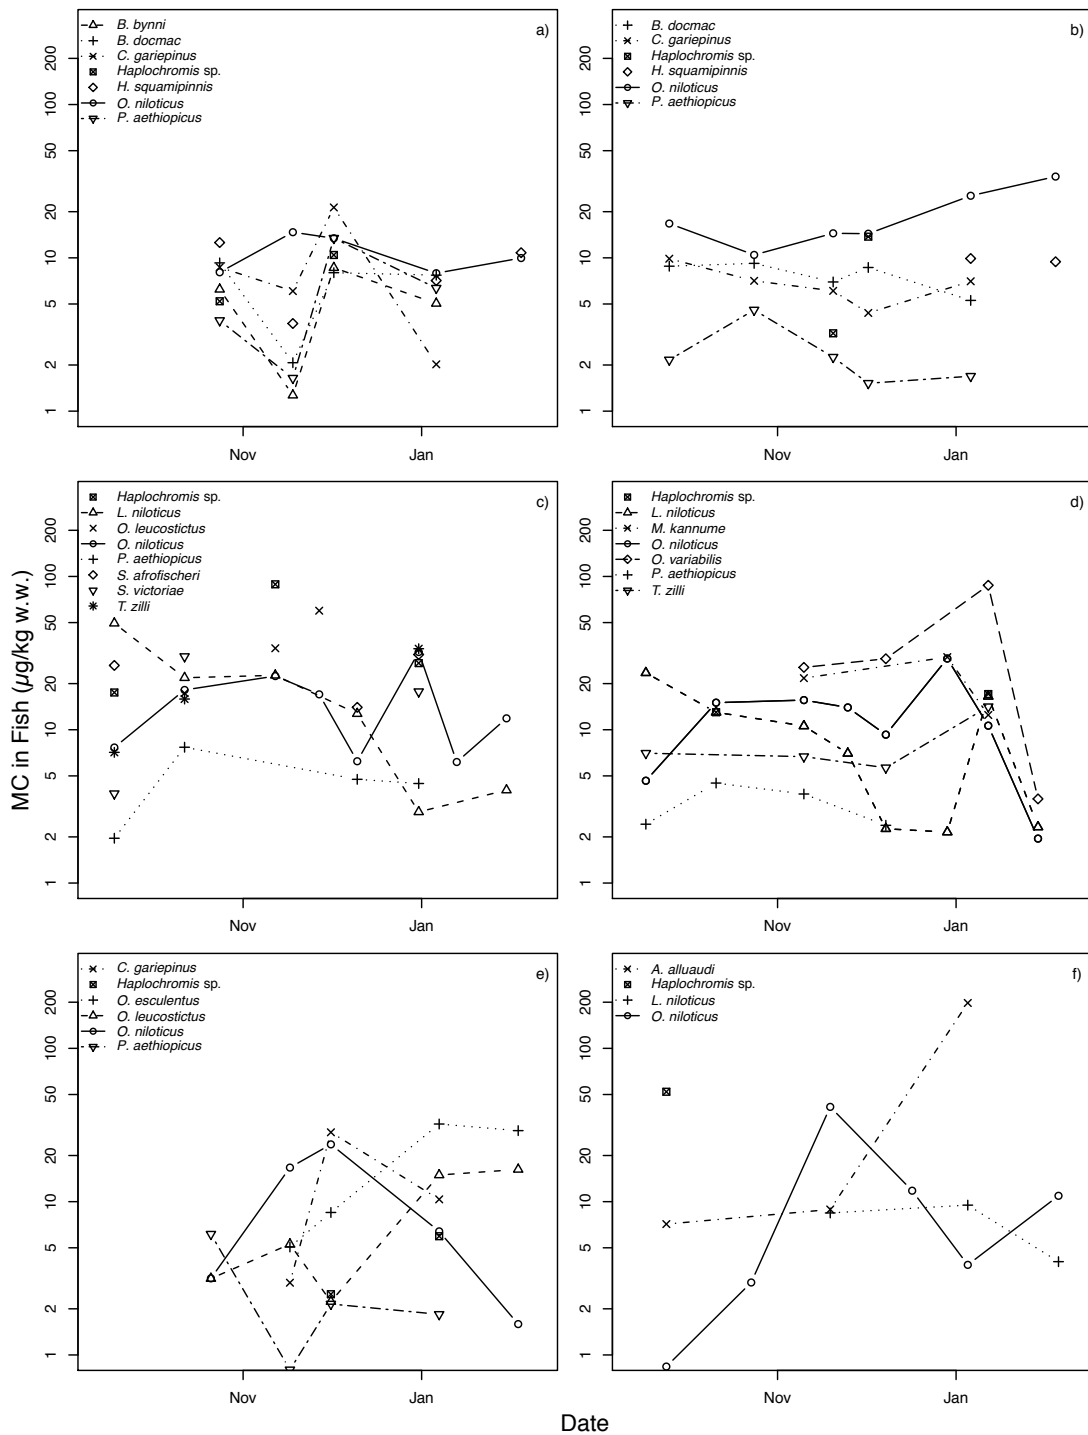 a)
B. bynni
B. docmac
C. gariepinus
Haplochromis sp.
H. squamipinnis
O. niloticus
P. aethiopicus
200
100
50
20
10
5
2
1
Nov Jan
b)
B. docmac
C. gariepinus
Haplochromis sp.
H. squamipinnis
O. niloticus
P. aethiopicus
200
100
50
20
10
5
2
1
Nov Jan
c)
Haplochromis sp.
L. niloticus
O. leucostictus
O. niloticus
P. aethiopicus
S. afrofischeri
S. victoriae
T. zilli
200
100
50
20
10
5
2
1
Nov Jan
d)
Haplochromis sp.
L. niloticus
M. kannume
O. niloticus
O. variabilis
P. aethiopicus
T. zilli
200
100
50
20
10
5
2
1
Nov Jan
e)
C. gariepinus
Haplochromis sp.
O. esculentus
O. leucostictus
O. niloticus
P. aethiopicus
200
100
50
20
10
5
2
1
Nov Jan
f)
A. alluaudi
Haplochromis sp.
L. niloticus
O. niloticus
200
100
50
20
10
5
2
1
Nov Jan
MC in Fish (µg/kg w.w.)
Date